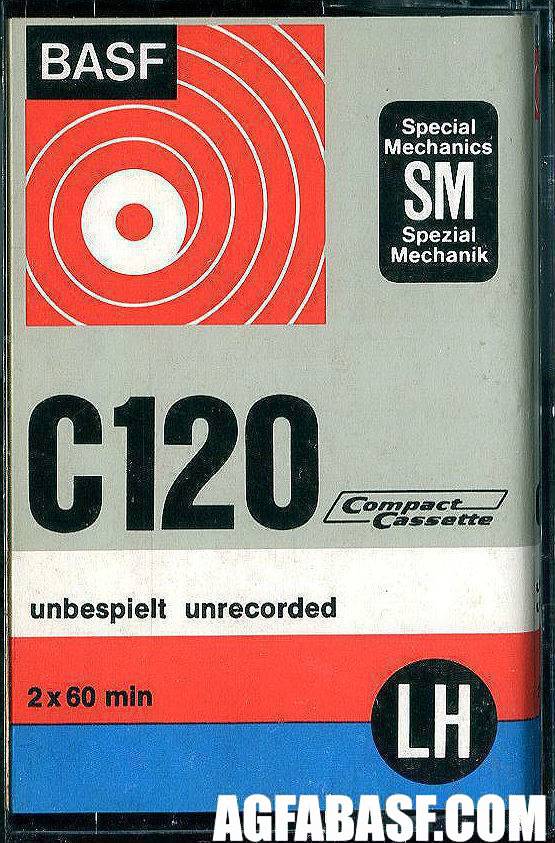 BASF
Special
Mechanics
SM
Spezial
Mechanik
C120
Compact
Cassette
unbespielt unrecorded
2 x 60 min
LH
AGFABASF.COM